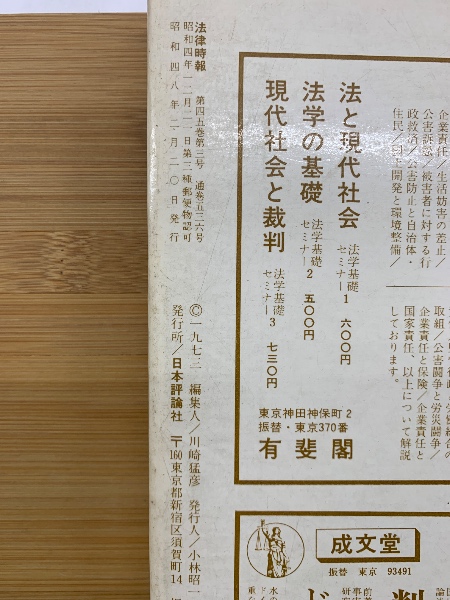 企業責任／生活妨害の差止／
公害訴訟／被害者に対する行
政救済／公害防止と自治体・
住民／国土開発と環境整備／
取組／公害闘争と労災闘争／
企業責任と保険／企業責任と
国家責任、以上について解説
しております。
法と現代社会 法学基礎セミナー1 六〇〇円
法学の基礎 法学基礎セミナー2 五〇〇円
現代社会と裁判 法学基礎セミナー3 七三〇円
東京神田神保町2
振替・東京370番
有斐閣
成文堂
振替 東京 93491
法律時報 第四五巻第三号 通巻五三六号
昭和四年一二月二一日第三種郵便物認可
昭和四八年二月二〇日発行
©一九七三 編集人／川崎猛彦 発行人／小林昭一
発行所／日本評論社 〒160東京都新宿区須賀町14